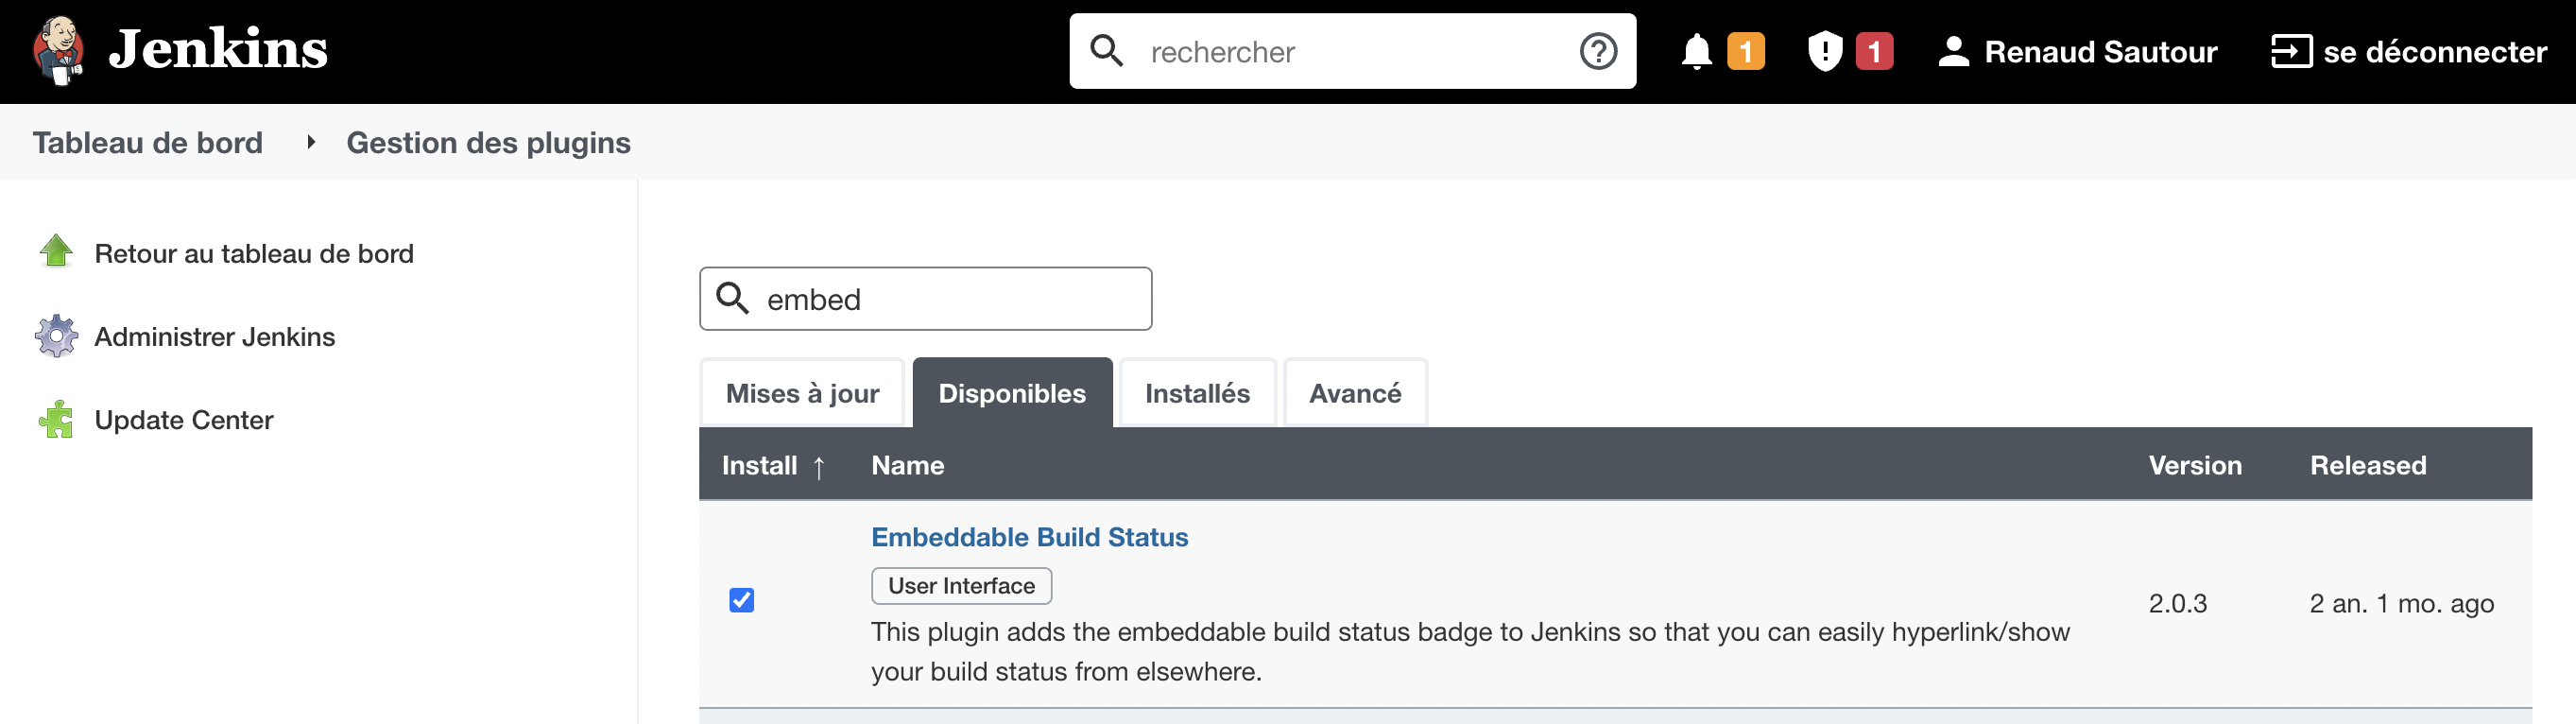 Jenkins
rechercher
1
1
Renaud Sautour
se déconnecter
Tableau de bord
Gestion des plugins
Retour au tableau de bord
Administrer Jenkins
Update Center
embed
Mises à jour
Disponibles
Installés
Avancé
Install ↑
Name
Version
Released
Embeddable Build Status
User Interface
This plugin adds the embeddable build status badge to Jenkins so that you can easily hyperlink/show
your build status from elsewhere.
2.0.3
2 an. 1 mo. ago